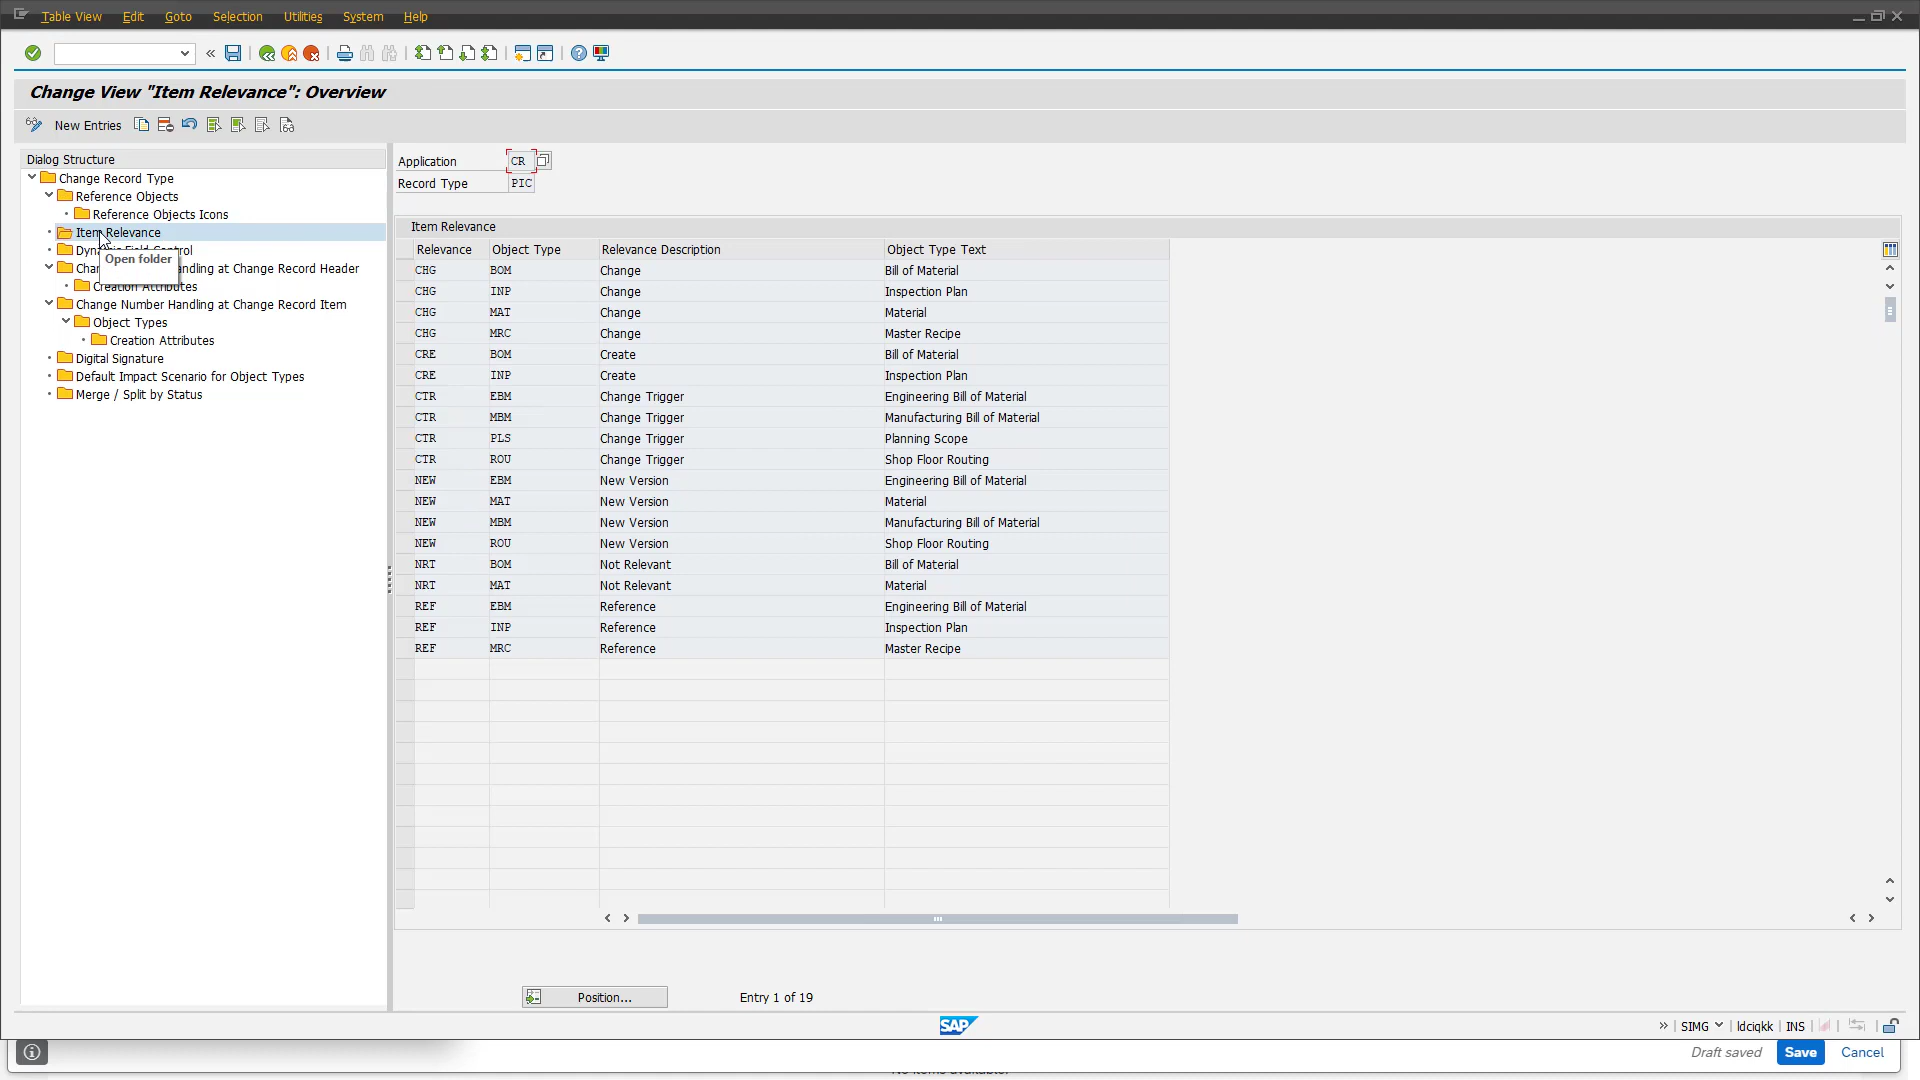 Table View Edit Goto Selection Utilities System Help
Change View "Item Relevance": Overview
New Entries
Dialog Structure
Change Record Type
Reference Objects
Reference Objects Icons
Item Relevance
Open folder
Change Record Header
Creation Attributes
Change Number Handling at Change Record Item
Object Types
Creation Attributes
Digital Signature
Default Impact Scenario for Object Types
Merge / Split by Status
Application CR
Record Type PIC
Item Relevance
Relevance Object Type Relevance Description Object Type Text
CHG BOM Change Bill of Material
CHG INP Change Inspection Plan
CHG MAT Change Material
CHG MRC Change Master Recipe
CRE BOM Create Bill of Material
CRE INP Create Inspection Plan
CTR EBM Change Trigger Engineering Bill of Material
CTR MBM Change Trigger Manufacturing Bill of Material
CTR PLS Change Trigger Planning Scope
CTR ROU Change Trigger Shop Floor Routing
NEW EBM New Version Engineering Bill of Material
NEW MAT New Version Material
NEW MBM New Version Manufacturing Bill of Material
NEW ROU New Version Shop Floor Routing
NRT BOM Not Relevant Bill of Material
NRT MAT Not Relevant Material
REF EBM Reference Engineering Bill of Material
REF INP Reference Inspection Plan
REF MRC Reference Master Recipe
Position... Entry 1 of 19
SAP
SIMG ldciqkk INS
Draft saved Save Cancel